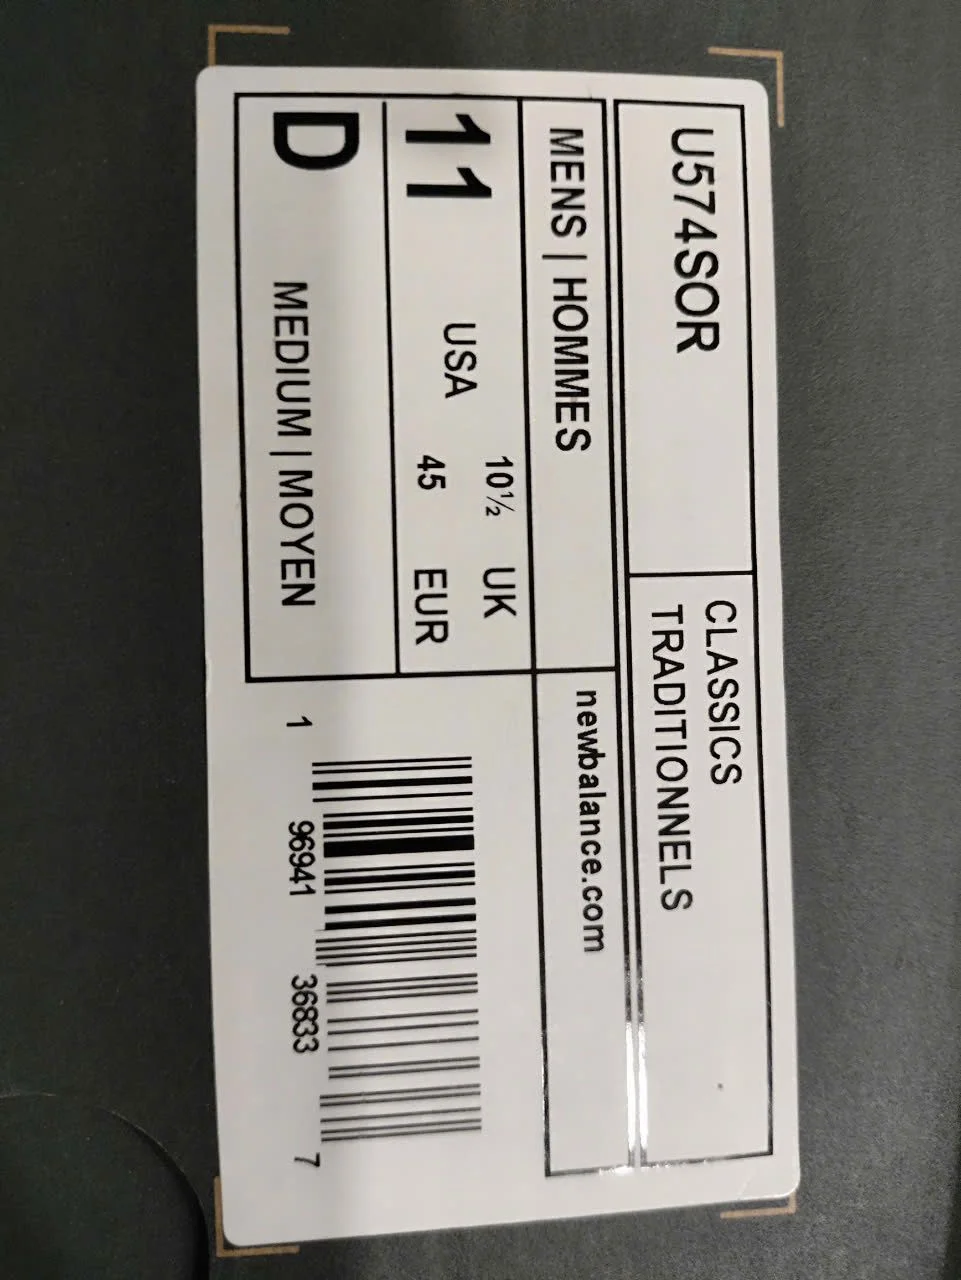 U574SOR
CLASSICS
TRADITIONNELS
MENS | HOMMES
newbalance.com
11 USA
10½ UK
45 EUR
D MEDIUM | MOYEN
1 96941 36833 7